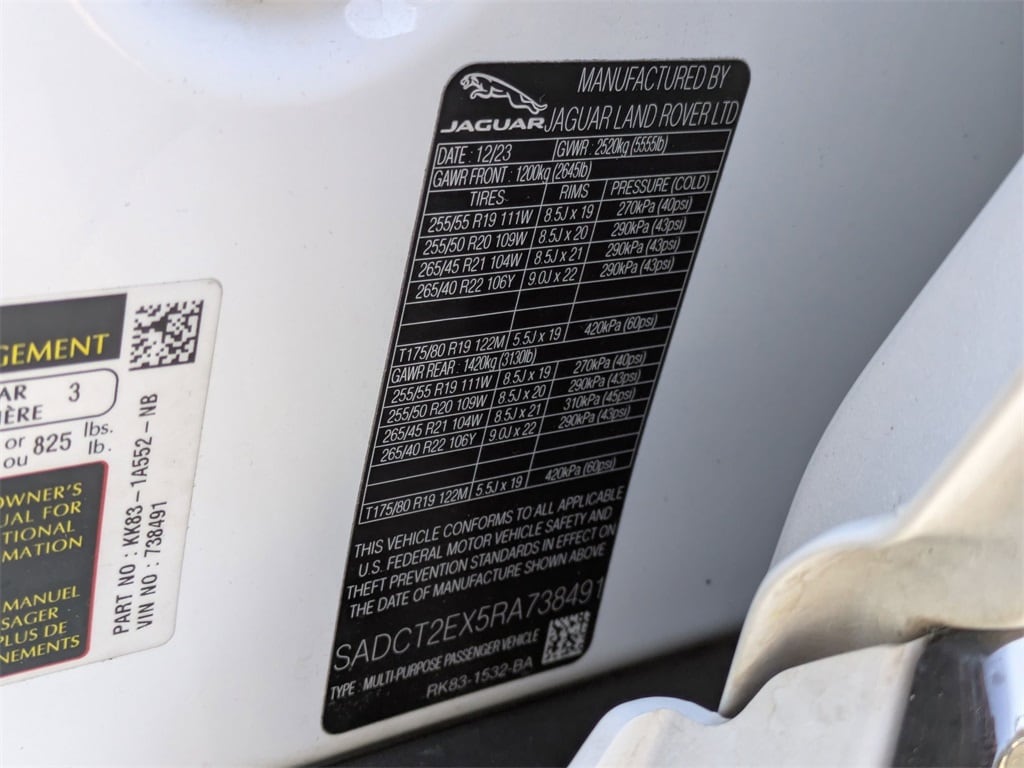 GEMENT
AR 3
IÈRE
or 825 lbs.
ou lb.
OWNER'S
UAL FOR
TIONAL
MATION
MANUEL
SAGER
PLUS DE
NEMENTS
PART NO : KK83-1A552-NB
VIN NO : 738491
JAGUAR
MANUFACTURED BY
JAGUAR LAND ROVER LTD
DATE : 12/23 GVWR : 2520kg (5555lb)
GAWR FRONT : 1200kg (2645lb)
TIRES RIMS PRESSURE (COLD)
255/55 R19 111W 8.5J x 19 270kPa (40psi)
255/50 R20 109W 8.5J x 20 290kPa (43psi)
265/45 R21 104W 8.5J x 21 290kPa (43psi)
265/40 R22 106Y 9.0J x 22 290kPa (43psi)
T175/80 R19 122M 5.5J x 19 420kPa (60psi)
GAWR REAR : 1420kg (3130lb)
255/55 R19 111W 8.5J x 19 270kPa (40psi)
255/50 R20 109W 8.5J x 20 290kPa (43psi)
265/45 R21 104W 8.5J x 21 310kPa (45psi)
265/40 R22 106Y 9.0J x 22 290kPa (43psi)
T175/80 R19 122M 5.5J x 19 420kPa (60psi)
THIS VEHICLE CONFORMS TO ALL APPLICABLE
U.S. FEDERAL MOTOR VEHICLE SAFETY AND
THEFT PREVENTION STANDARDS IN EFFECT ON
THE DATE OF MANUFACTURE SHOWN ABOVE
SADCT2EX5RA738491
TYPE : MULTI-PURPOSE PASSENGER VEHICLE
RK83-1532-BA